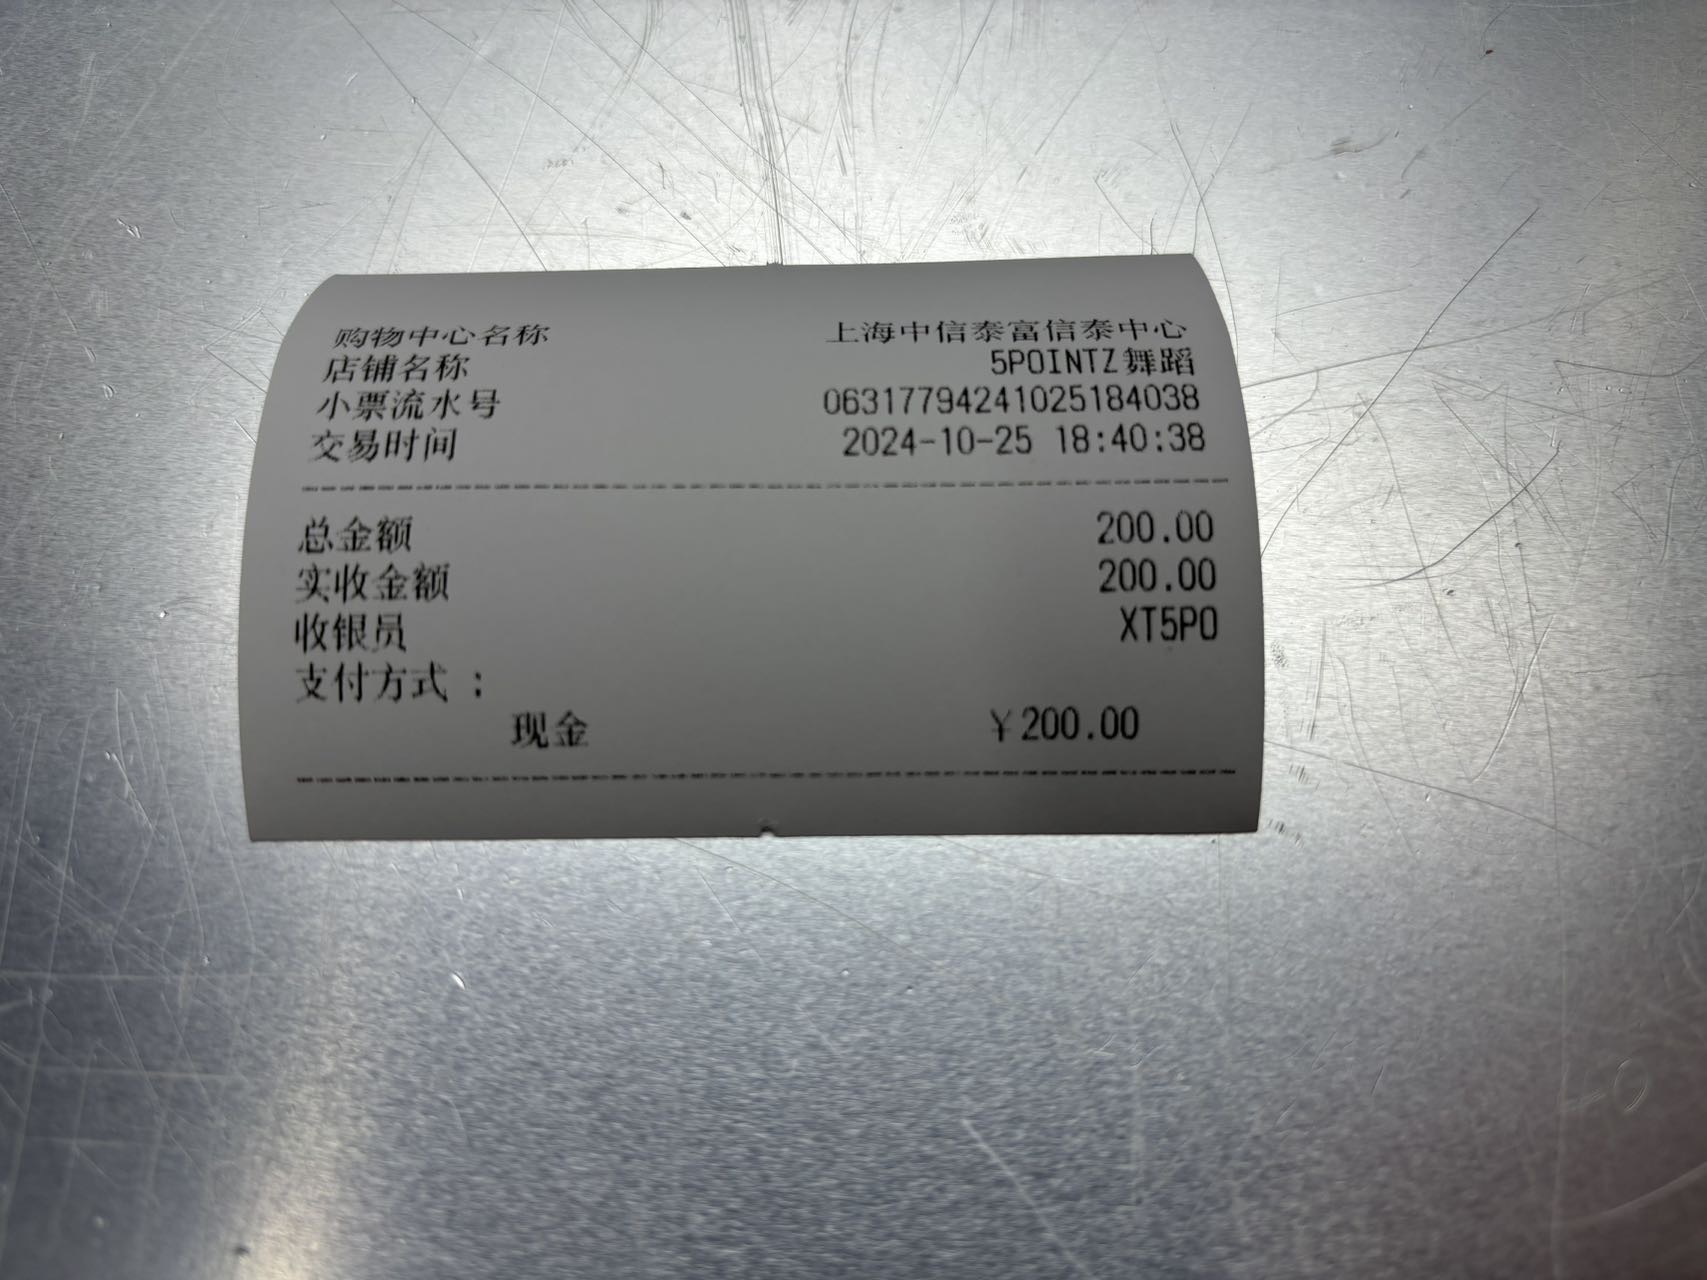 购物中心名称 上海中信泰富信泰中心
店铺名称 5POINTZ舞蹈
小票流水号 06317794241025184038
交易时间 2024-10-25 18:40:38
总金额 200.00
实收金额 200.00
收银员 XT5PO
支付方式：
现金 ￥200.00